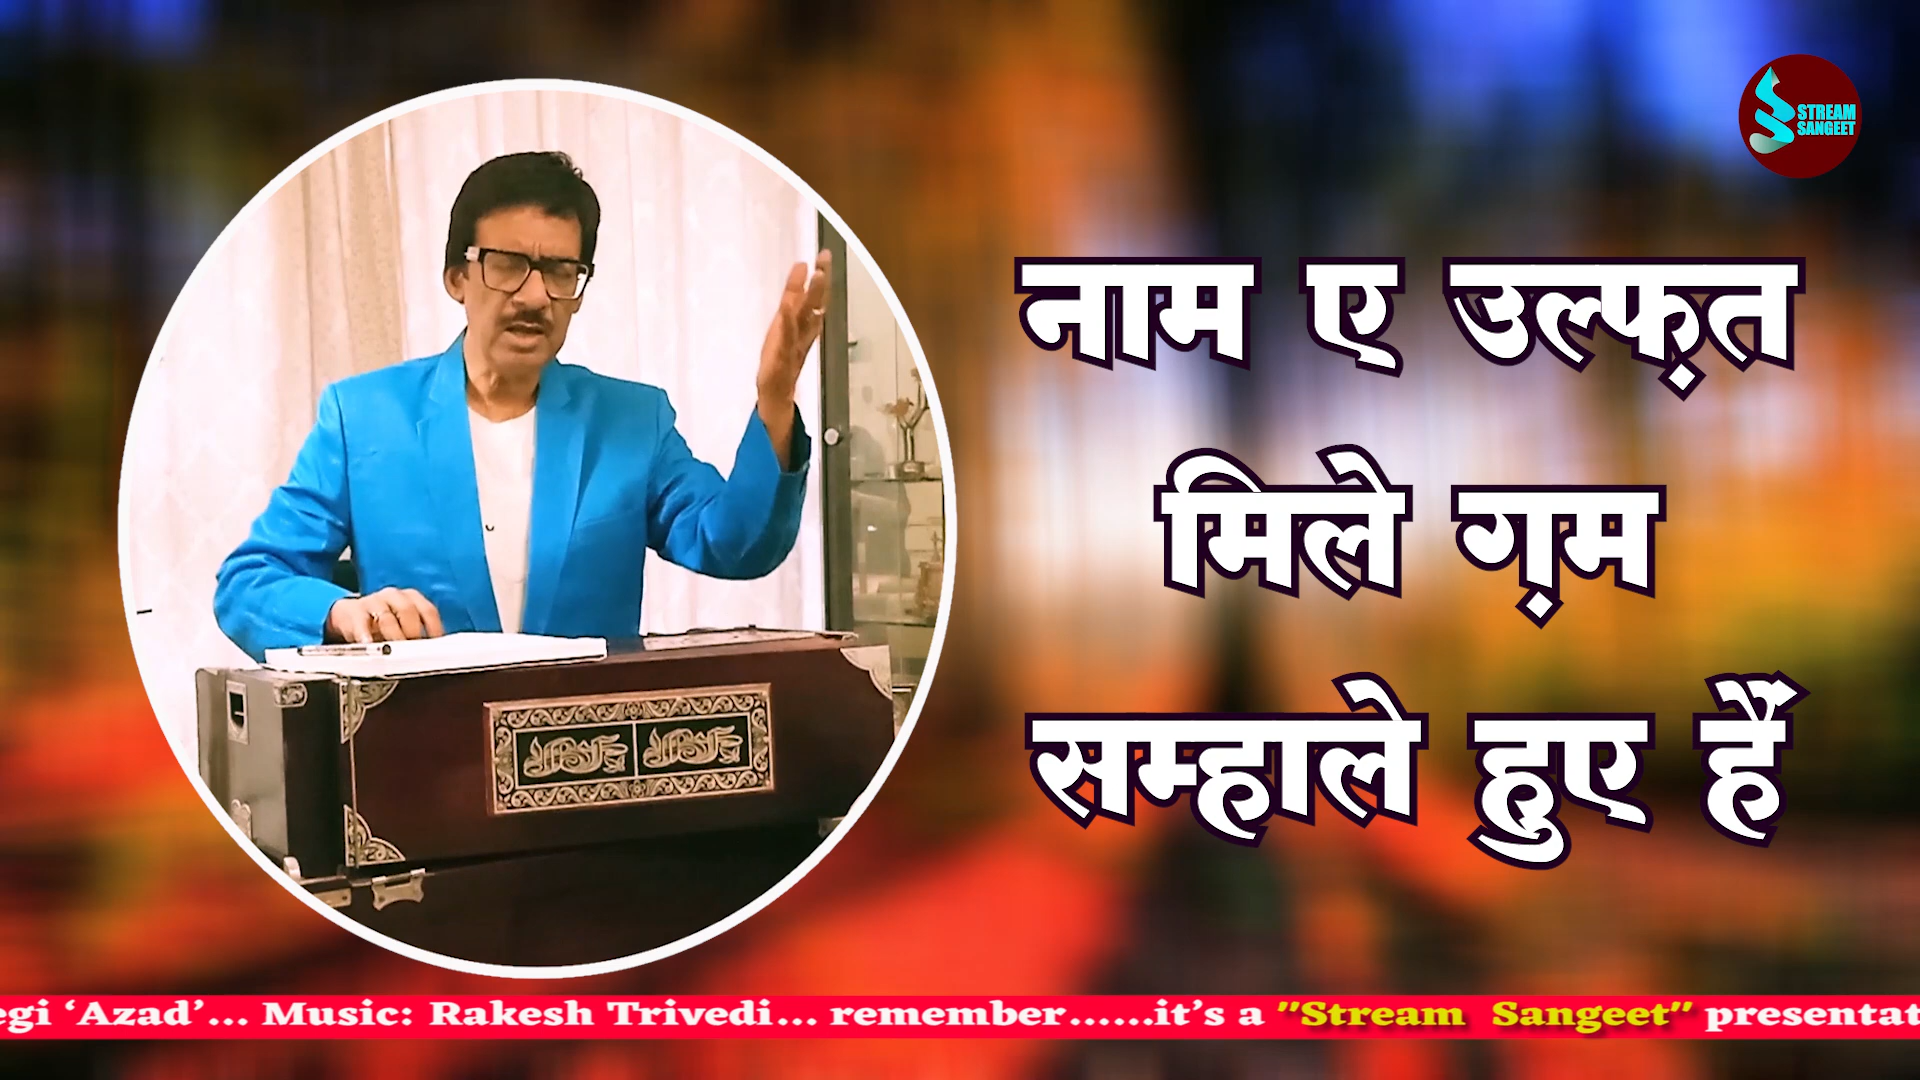 STREAM
SANGEET
नाम ए उल्फ़त
मिले ग़म
सम्हाले हुए हैं
egi ‘Azad’... Music: Rakesh Trivedi... remember......it’s a "Stream Sangeet" presentat